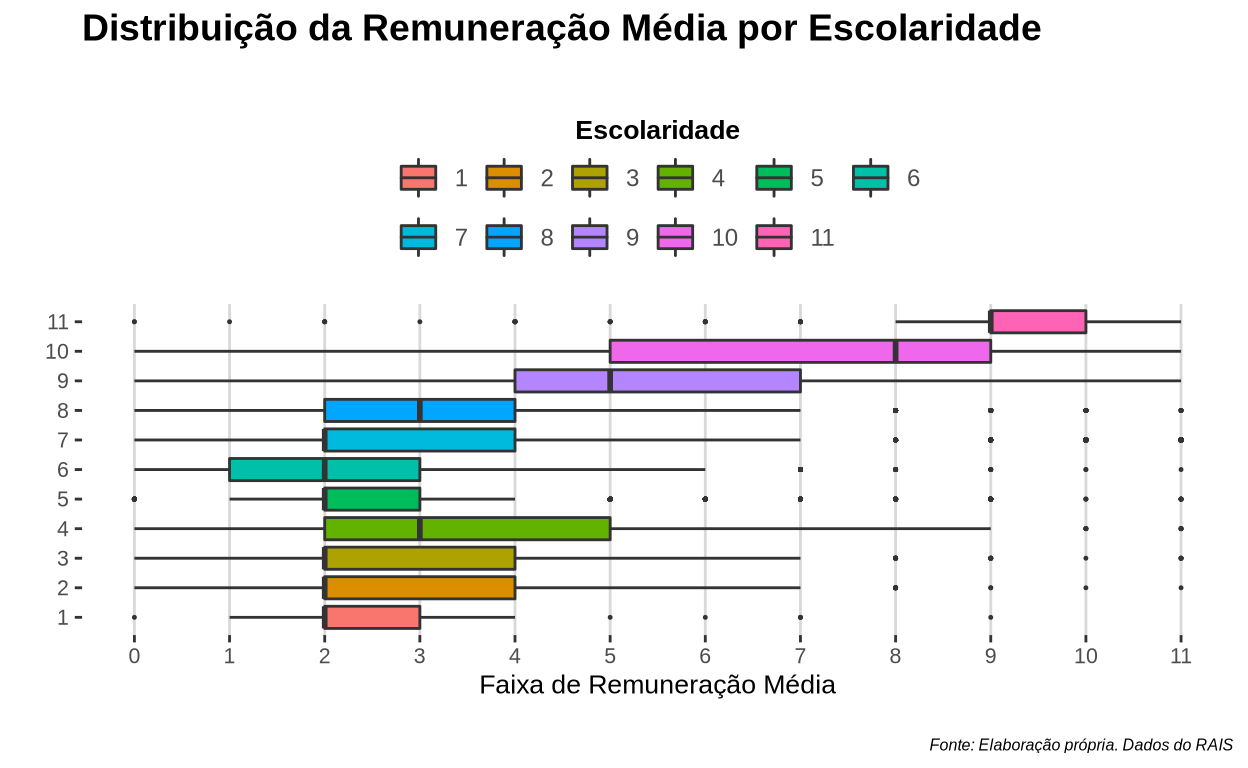 Distribuição da Remuneração Média por Escolaridade
Escolaridade
1 2 3 4 5 6
7 8 9 10 11
11
10
9
8
7
6
5
4
3
2
1
0 1 2 3 4 5 6 7 8 9 10 11
Faixa de Remuneração Média
Fonte: Elaboração própria. Dados do RAIS